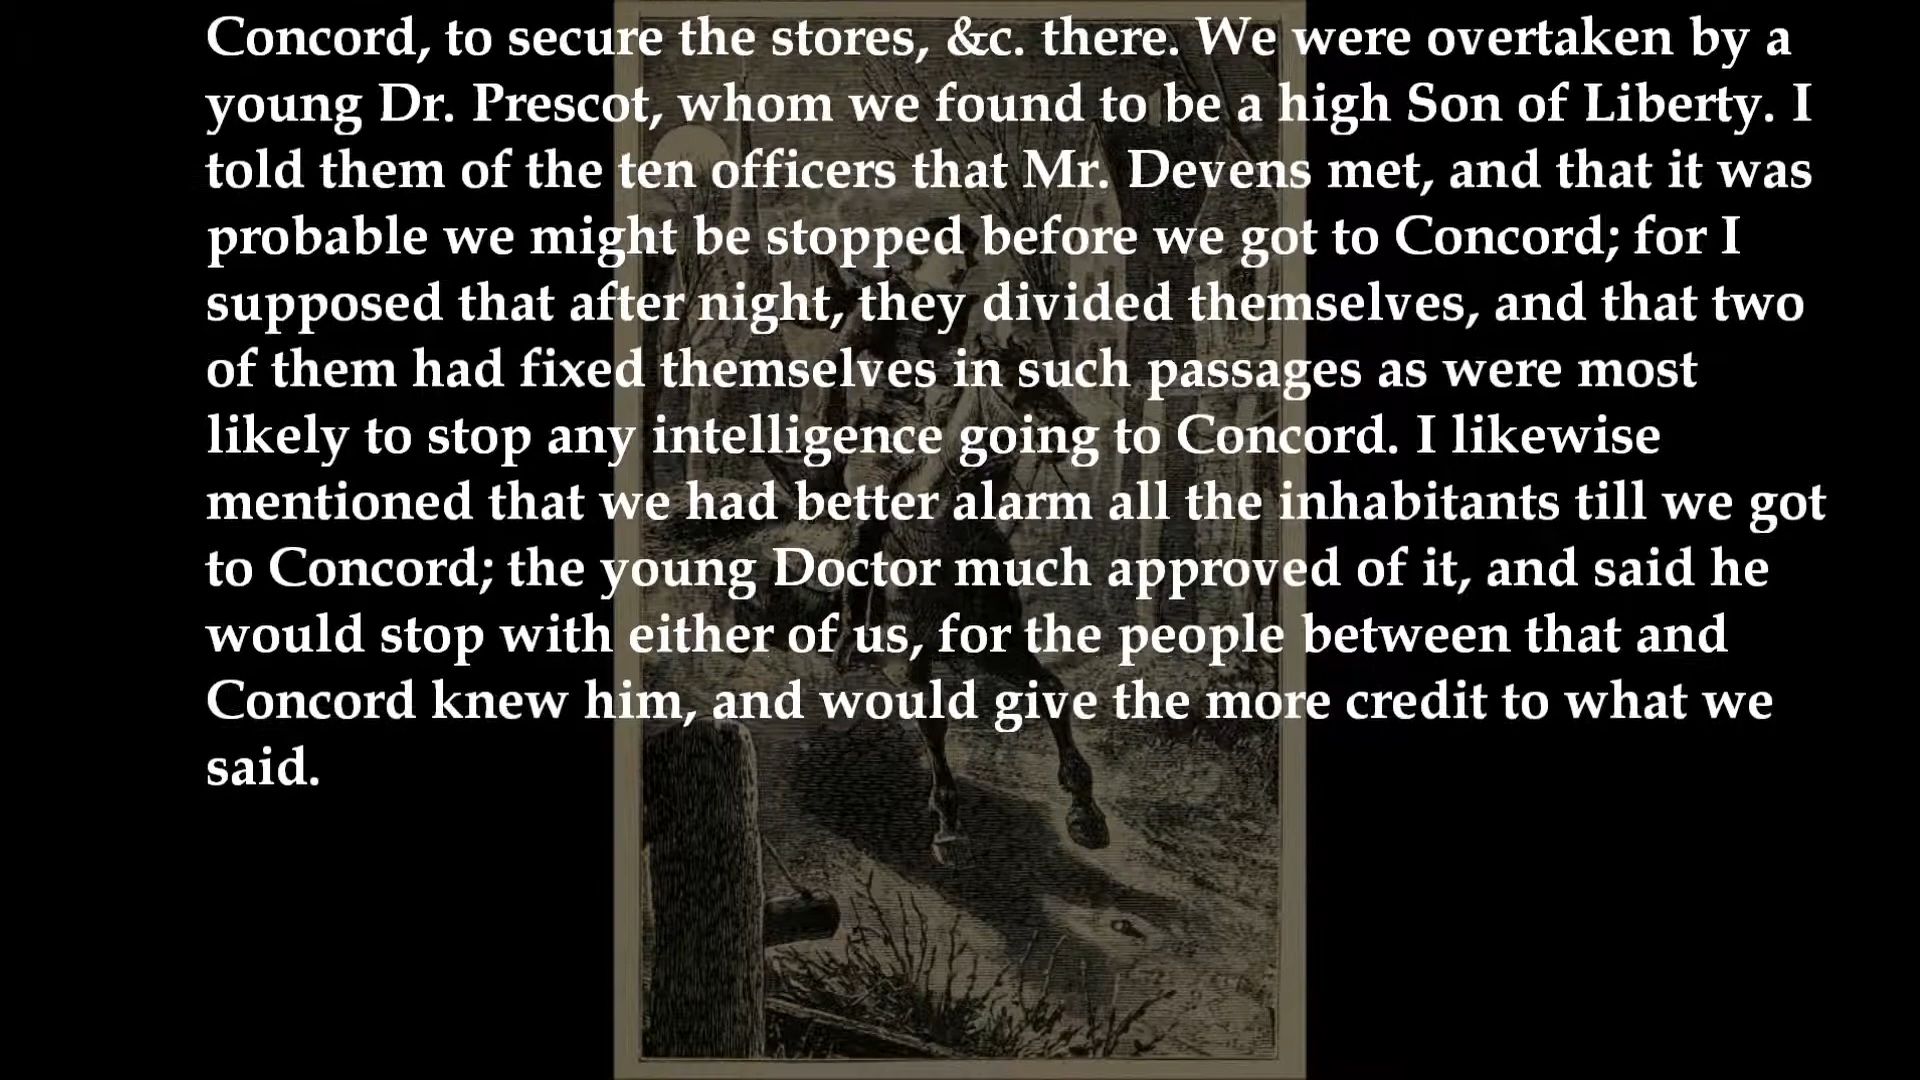 Concord, to secure the stores, &c. there. We were overtaken by a
young Dr. Prescot, whom we found to be a high Son of Liberty. I
told them of the ten officers that Mr. Devens met, and that it was
probable we might be stopped before we got to Concord; for I
supposed that after night, they divided themselves, and that two
of them had fixed themselves in such passages as were most
likely to stop any intelligence going to Concord. I likewise
mentioned that we had better alarm all the inhabitants till we got
to Concord; the young Doctor much approved of it, and said he
would stop with either of us, for the people between that and
Concord knew him, and would give the more credit to what we
said.